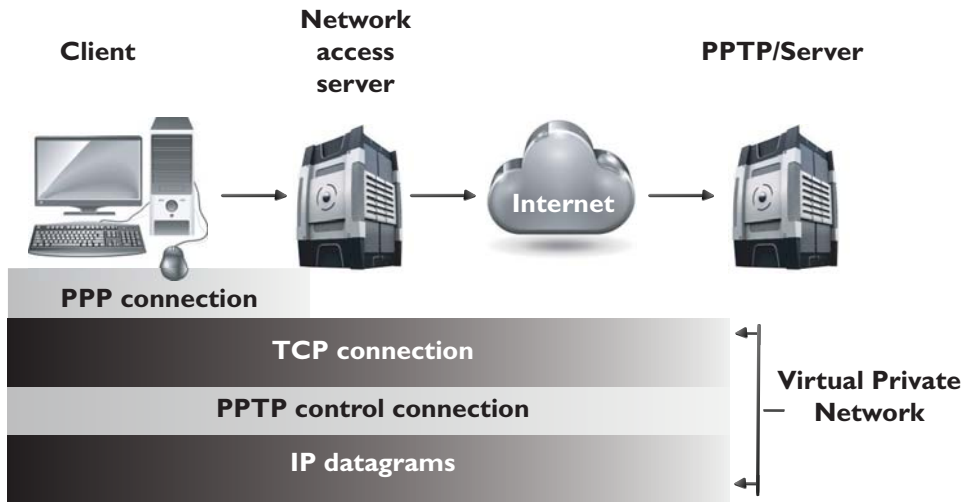 Client
Network
access
server
PPTP/Server
Internet
PPP connection
TCP connection
PPTP control connection
IP datagrams
Virtual Private
Network